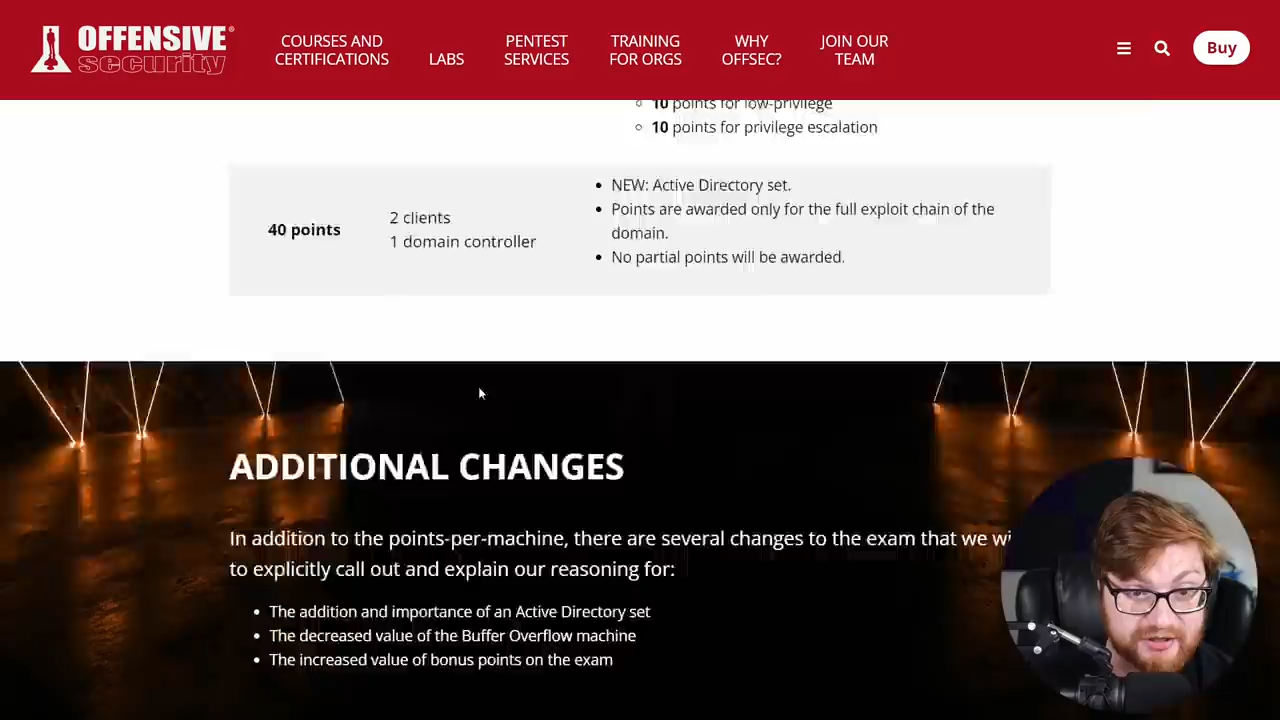 OFFENSIVE
security
COURSES AND
CERTIFICATIONS
LABS
PENTEST
SERVICES
TRAINING
FOR ORGS
WHY
OFFSEC?
JOIN OUR
TEAM
Buy
10 points for low-privilege
10 points for privilege escalation
40 points
2 clients
1 domain controller
NEW: Active Directory set.
Points are awarded only for the full exploit chain of the
domain.
No partial points will be awarded.
ADDITIONAL CHANGES
In addition to the points-per-machine, there are several changes to the exam that we wi
to explicitly call out and explain our reasoning for:
The addition and importance of an Active Directory set
The decreased value of the Buffer Overflow machine
The increased value of bonus points on the exam